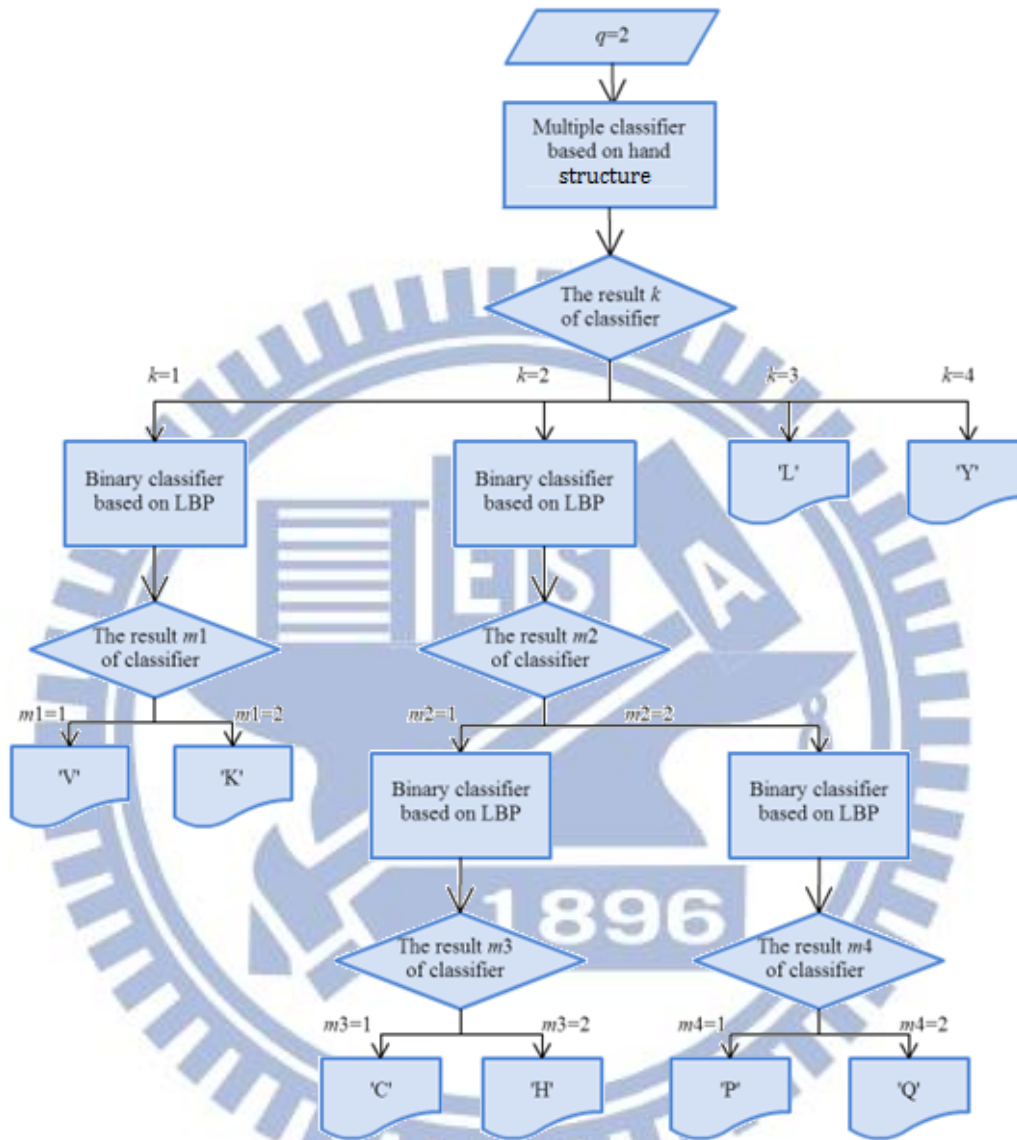 q=2
Multiple classifier
based on hand
structure
The result k
of classifier
k=1
k=2
k=3
k=4
Binary classifier
based on LBP
Binary classifier
based on LBP
'L'
'Y'
E S A
The result m1
of classifier
The result m2
of classifier
m1=1
m1=2
m2=1
m2=2
'V'
'K'
Binary classifier
based on LBP
Binary classifier
based on LBP
1896
The result m3
of classifier
The result m4
of classifier
m3=1
m3=2
m4=1
m4=2
'C'
'H'
'P'
'Q'